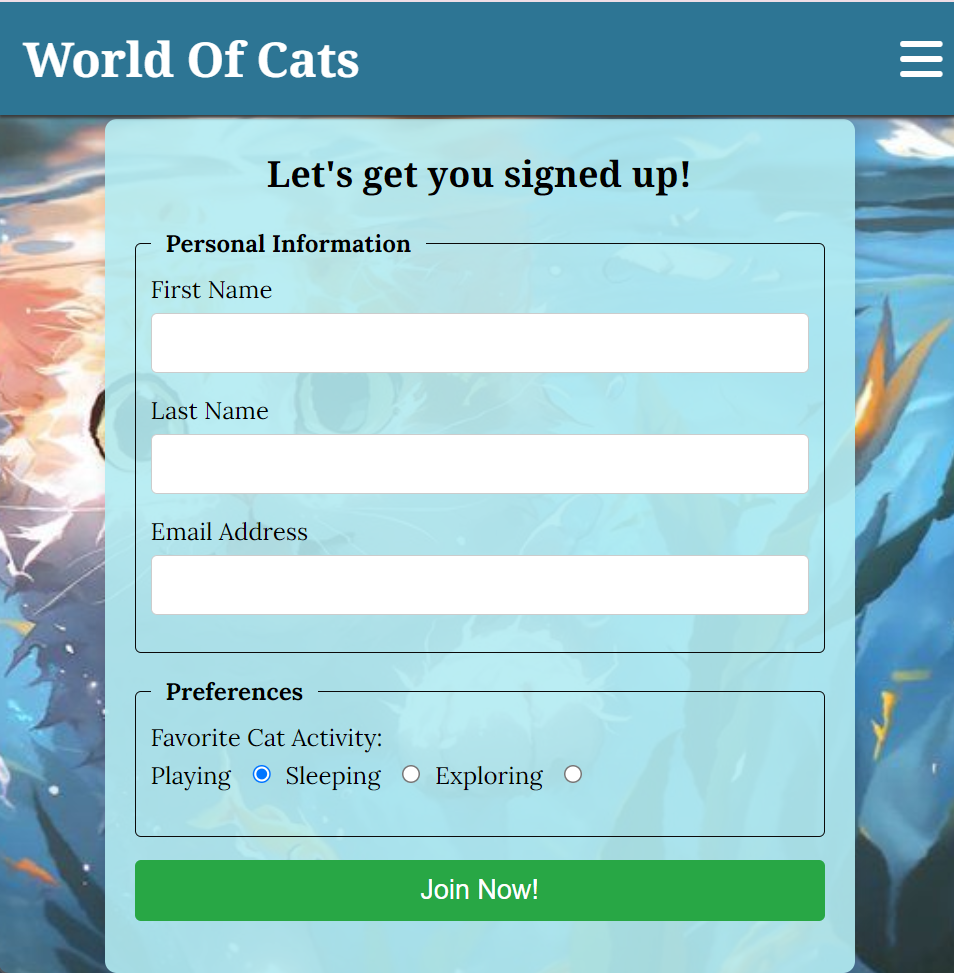 World Of Cats
Let's get you signed up!
Personal Information
First Name
Last Name
Email Address
Preferences
Favorite Cat Activity:
Playing Sleeping Exploring
Join Now!